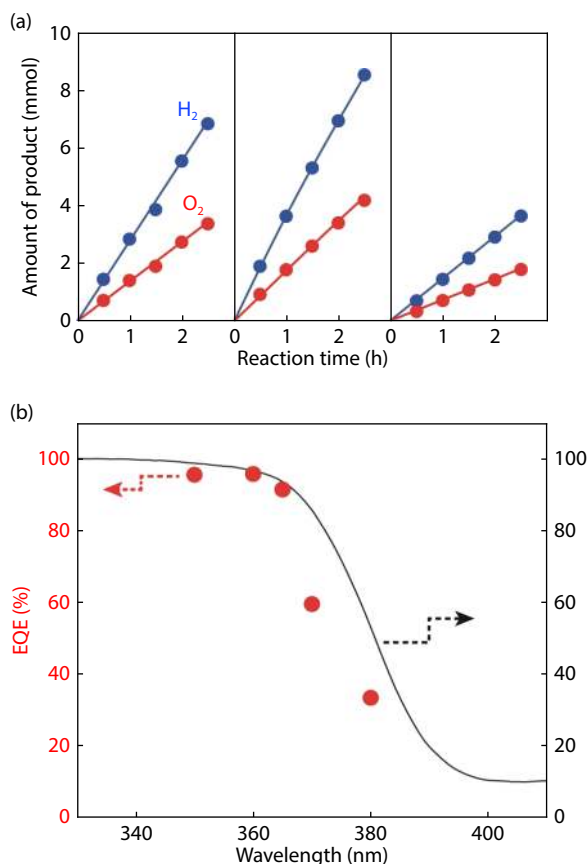 (a)
10
8
6
4
2
0
Amount of product (mmol)
H2
O2
0 1 2 0 1 2 0 1 2
Reaction time (h)
(b)
100 100
80 80
60 60
40 40
20 20
0 0
EQE (%)
340 360 380 400
Wavelength (nm)